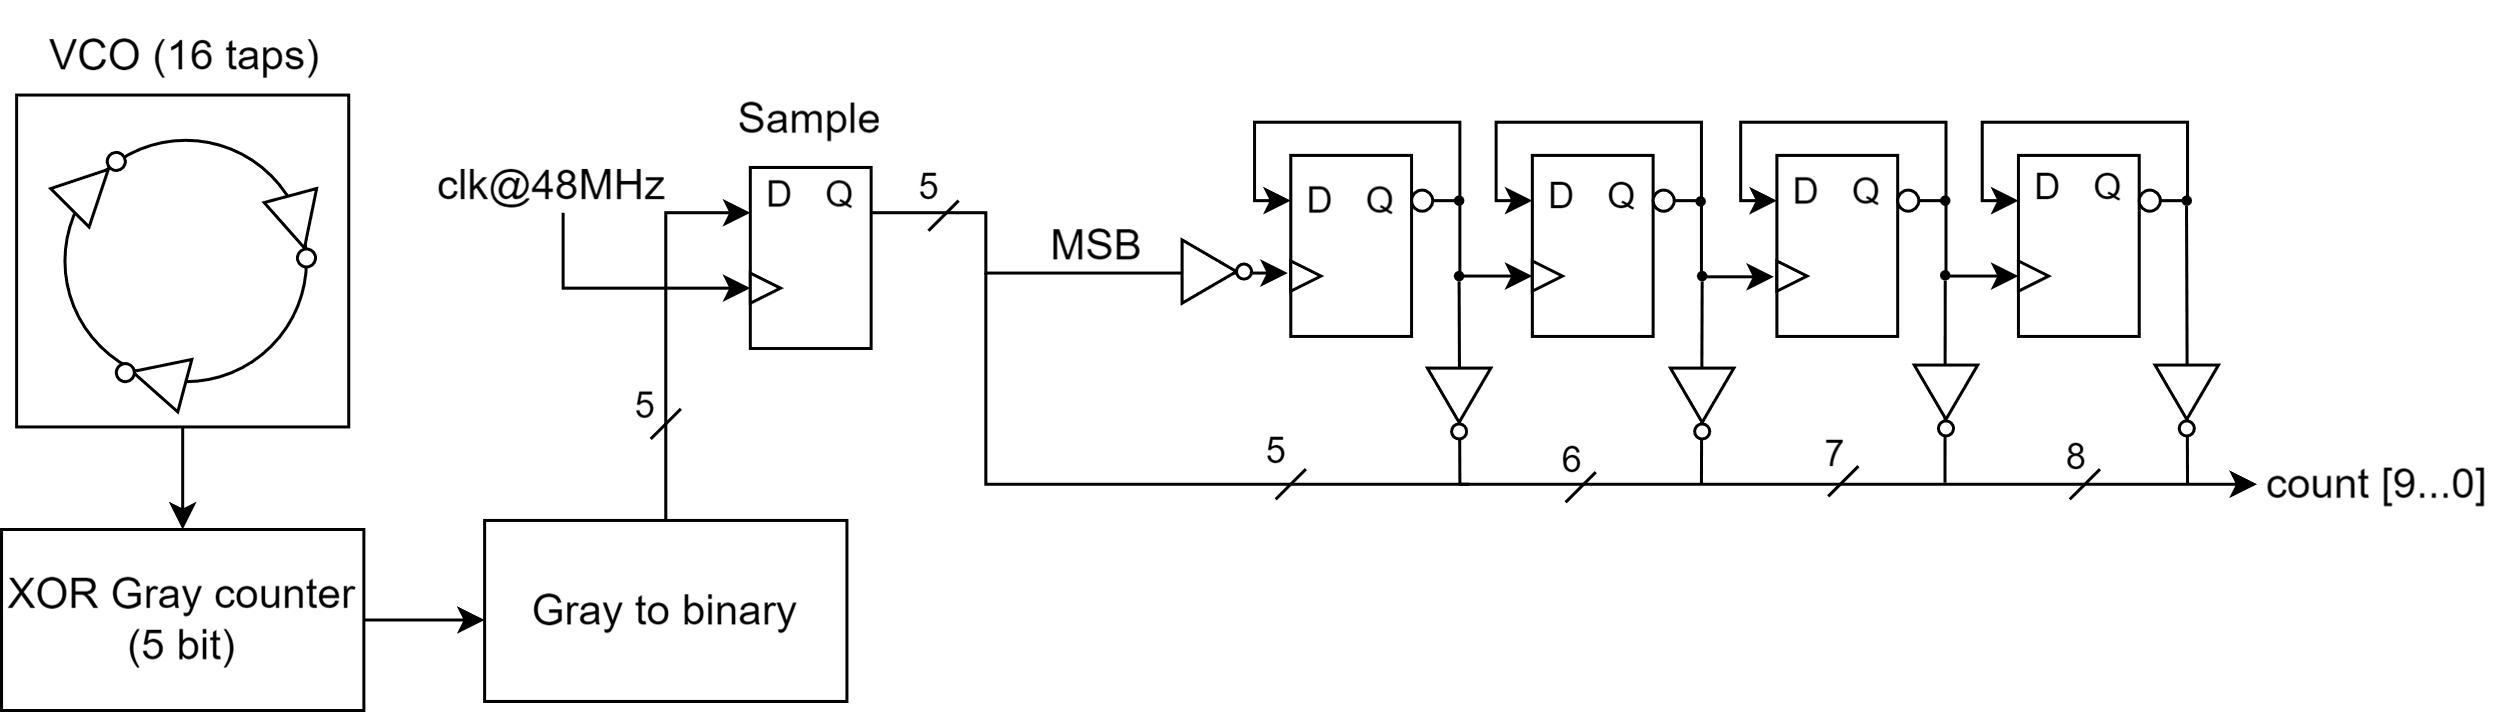 VCO (16 taps)
Sample
clk@48MHz
D Q
5
MSB
D Q
D Q
D Q
D Q
5
5
6
7
8
count [9...0]
XOR Gray counter
(5 bit)
Gray to binary